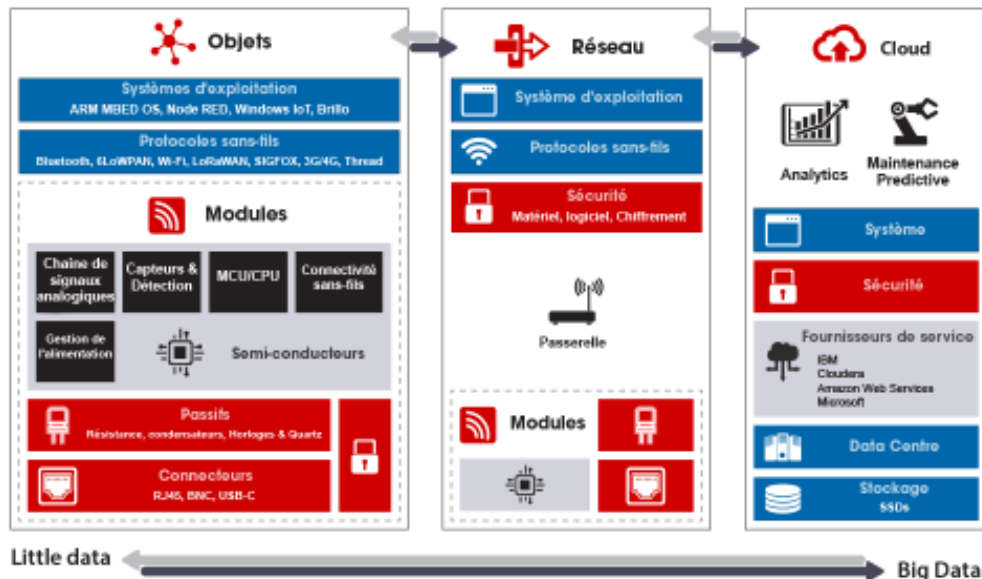 Objets
Systèmes d'exploitation
ARM MBED OS, Node RED, Windows IoT, Brillo
Protocoles sans-fils
Bluetooth, 6LoWPAN, Wi-Fi, LoRaWAN, SIGFOX, 3G/4G, Thread
Modules
Chaîne de
signaux
analogiques
Capteurs &
Détection
MCU/CPU
Connectivité
sans-fils
Gestion de
l'alimentation
Semi-conducteurs
Passifs
Résistance, condensateurs, Horloges & Quartz
Connecteurs
RJ45, BNC, USB-C
Réseau
Système d'exploitation
Protocoles sans-fils
Sécurité
Matériel, logiciel, Chiffrement
Passerelle
Modules
Cloud
Analytics
Maintenance
Predictive
Système
Sécurité
Fournisseurs de service
IBM
Cloudera
Amazon Web Services
Microsoft
Data Centre
Stockage
SSDs
Little data
Big Data